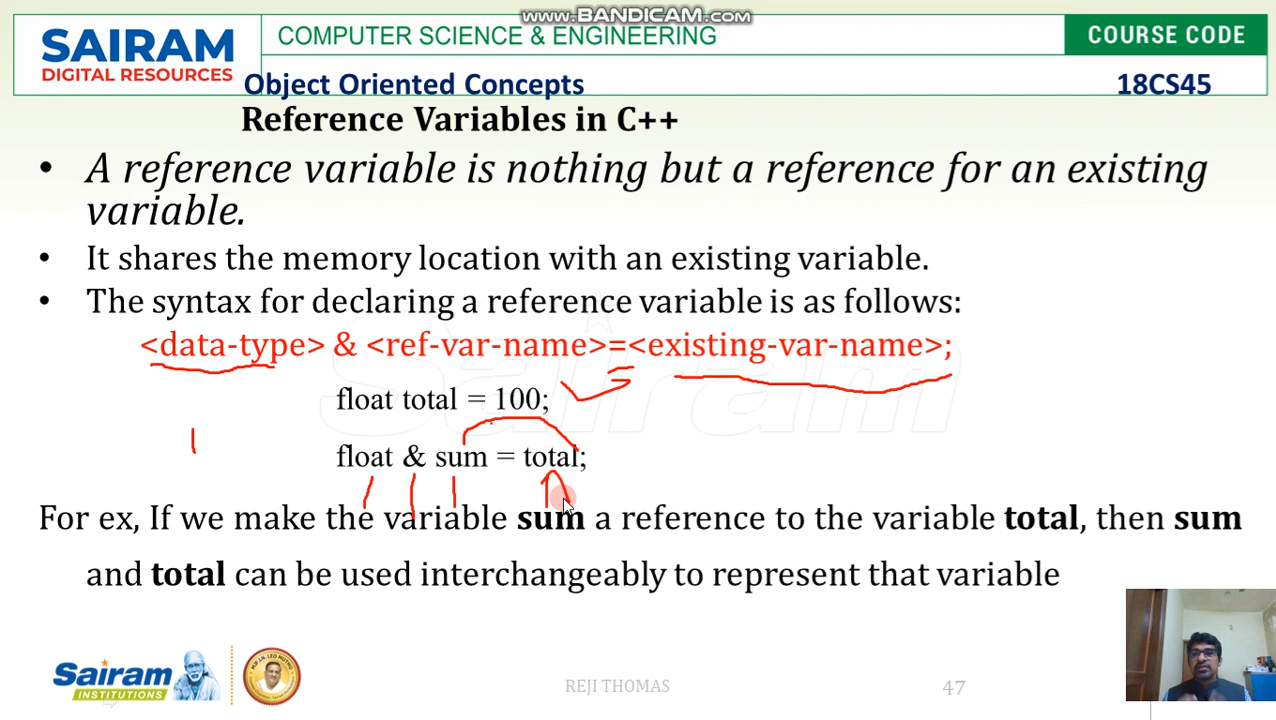 www.BANDICAM.com
SAIRAM
DIGITAL RESOURCES
COMPUTER SCIENCE & ENGINEERING
COURSE CODE
Object Oriented Concepts
18CS45
Reference Variables in C++
• A reference variable is nothing but a reference for an existing
variable.
• It shares the memory location with an existing variable.
• The syntax for declaring a reference variable is as follows:
<data-type> & <ref-var-name>=<existing-var-name>;
float total = 100;
float & sum = total;
For ex, If we make the variable sum a reference to the variable total, then sum
and total can be used interchangeably to represent that variable
Sairam
Sairam
INSTITUTIONS
REJI THOMAS
47